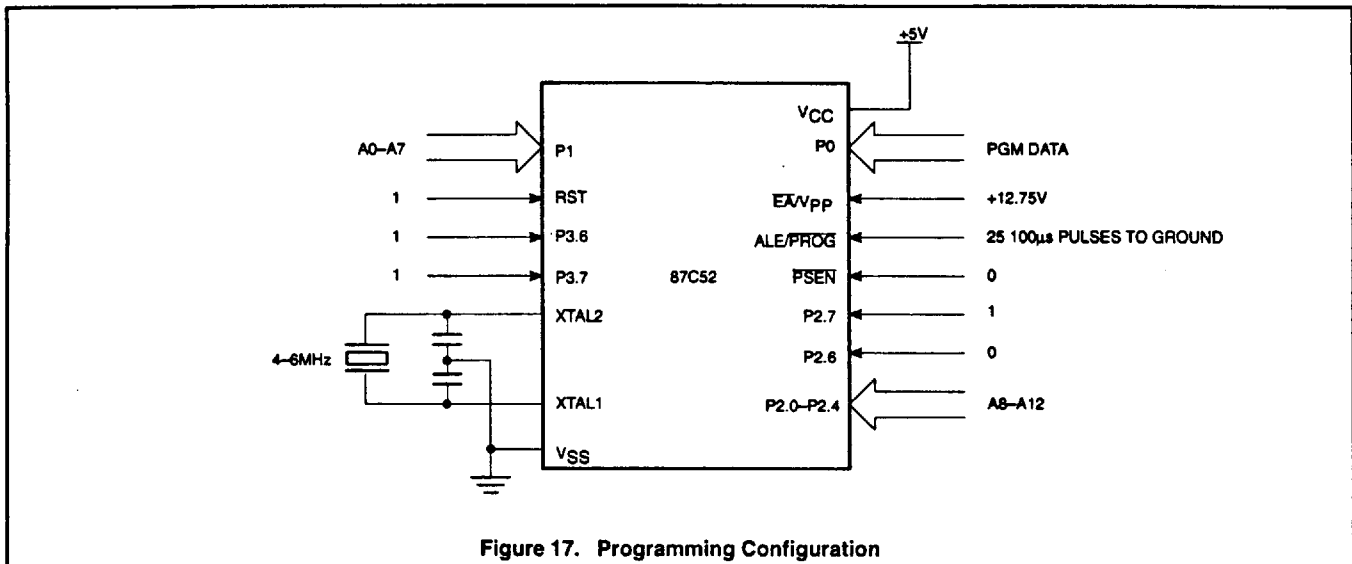 +5V
VCC
A0–A7
P1
P0
PGM DATA
1
RST
EA/VPP
+12.75V
1
P3.6
ALE/PROG
25 100µs PULSES TO GROUND
1
P3.7
87C52
PSEN
0
XTAL2
P2.7
1
4–6MHz
P2.6
0
XTAL1
P2.0–P2.4
A8–A12
VSS
Figure 17. Programming Configuration